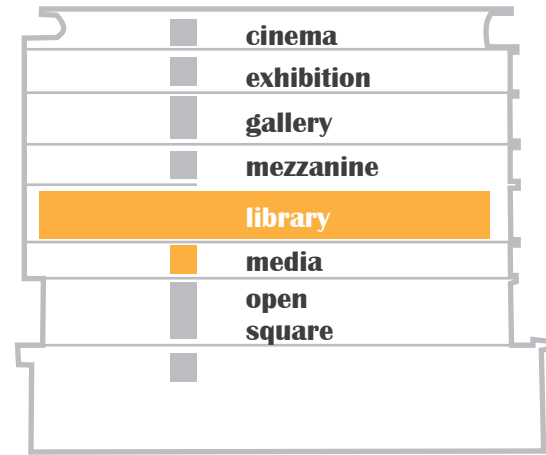 cinema
exhibition
gallery
mezzanine
library
media
open
square